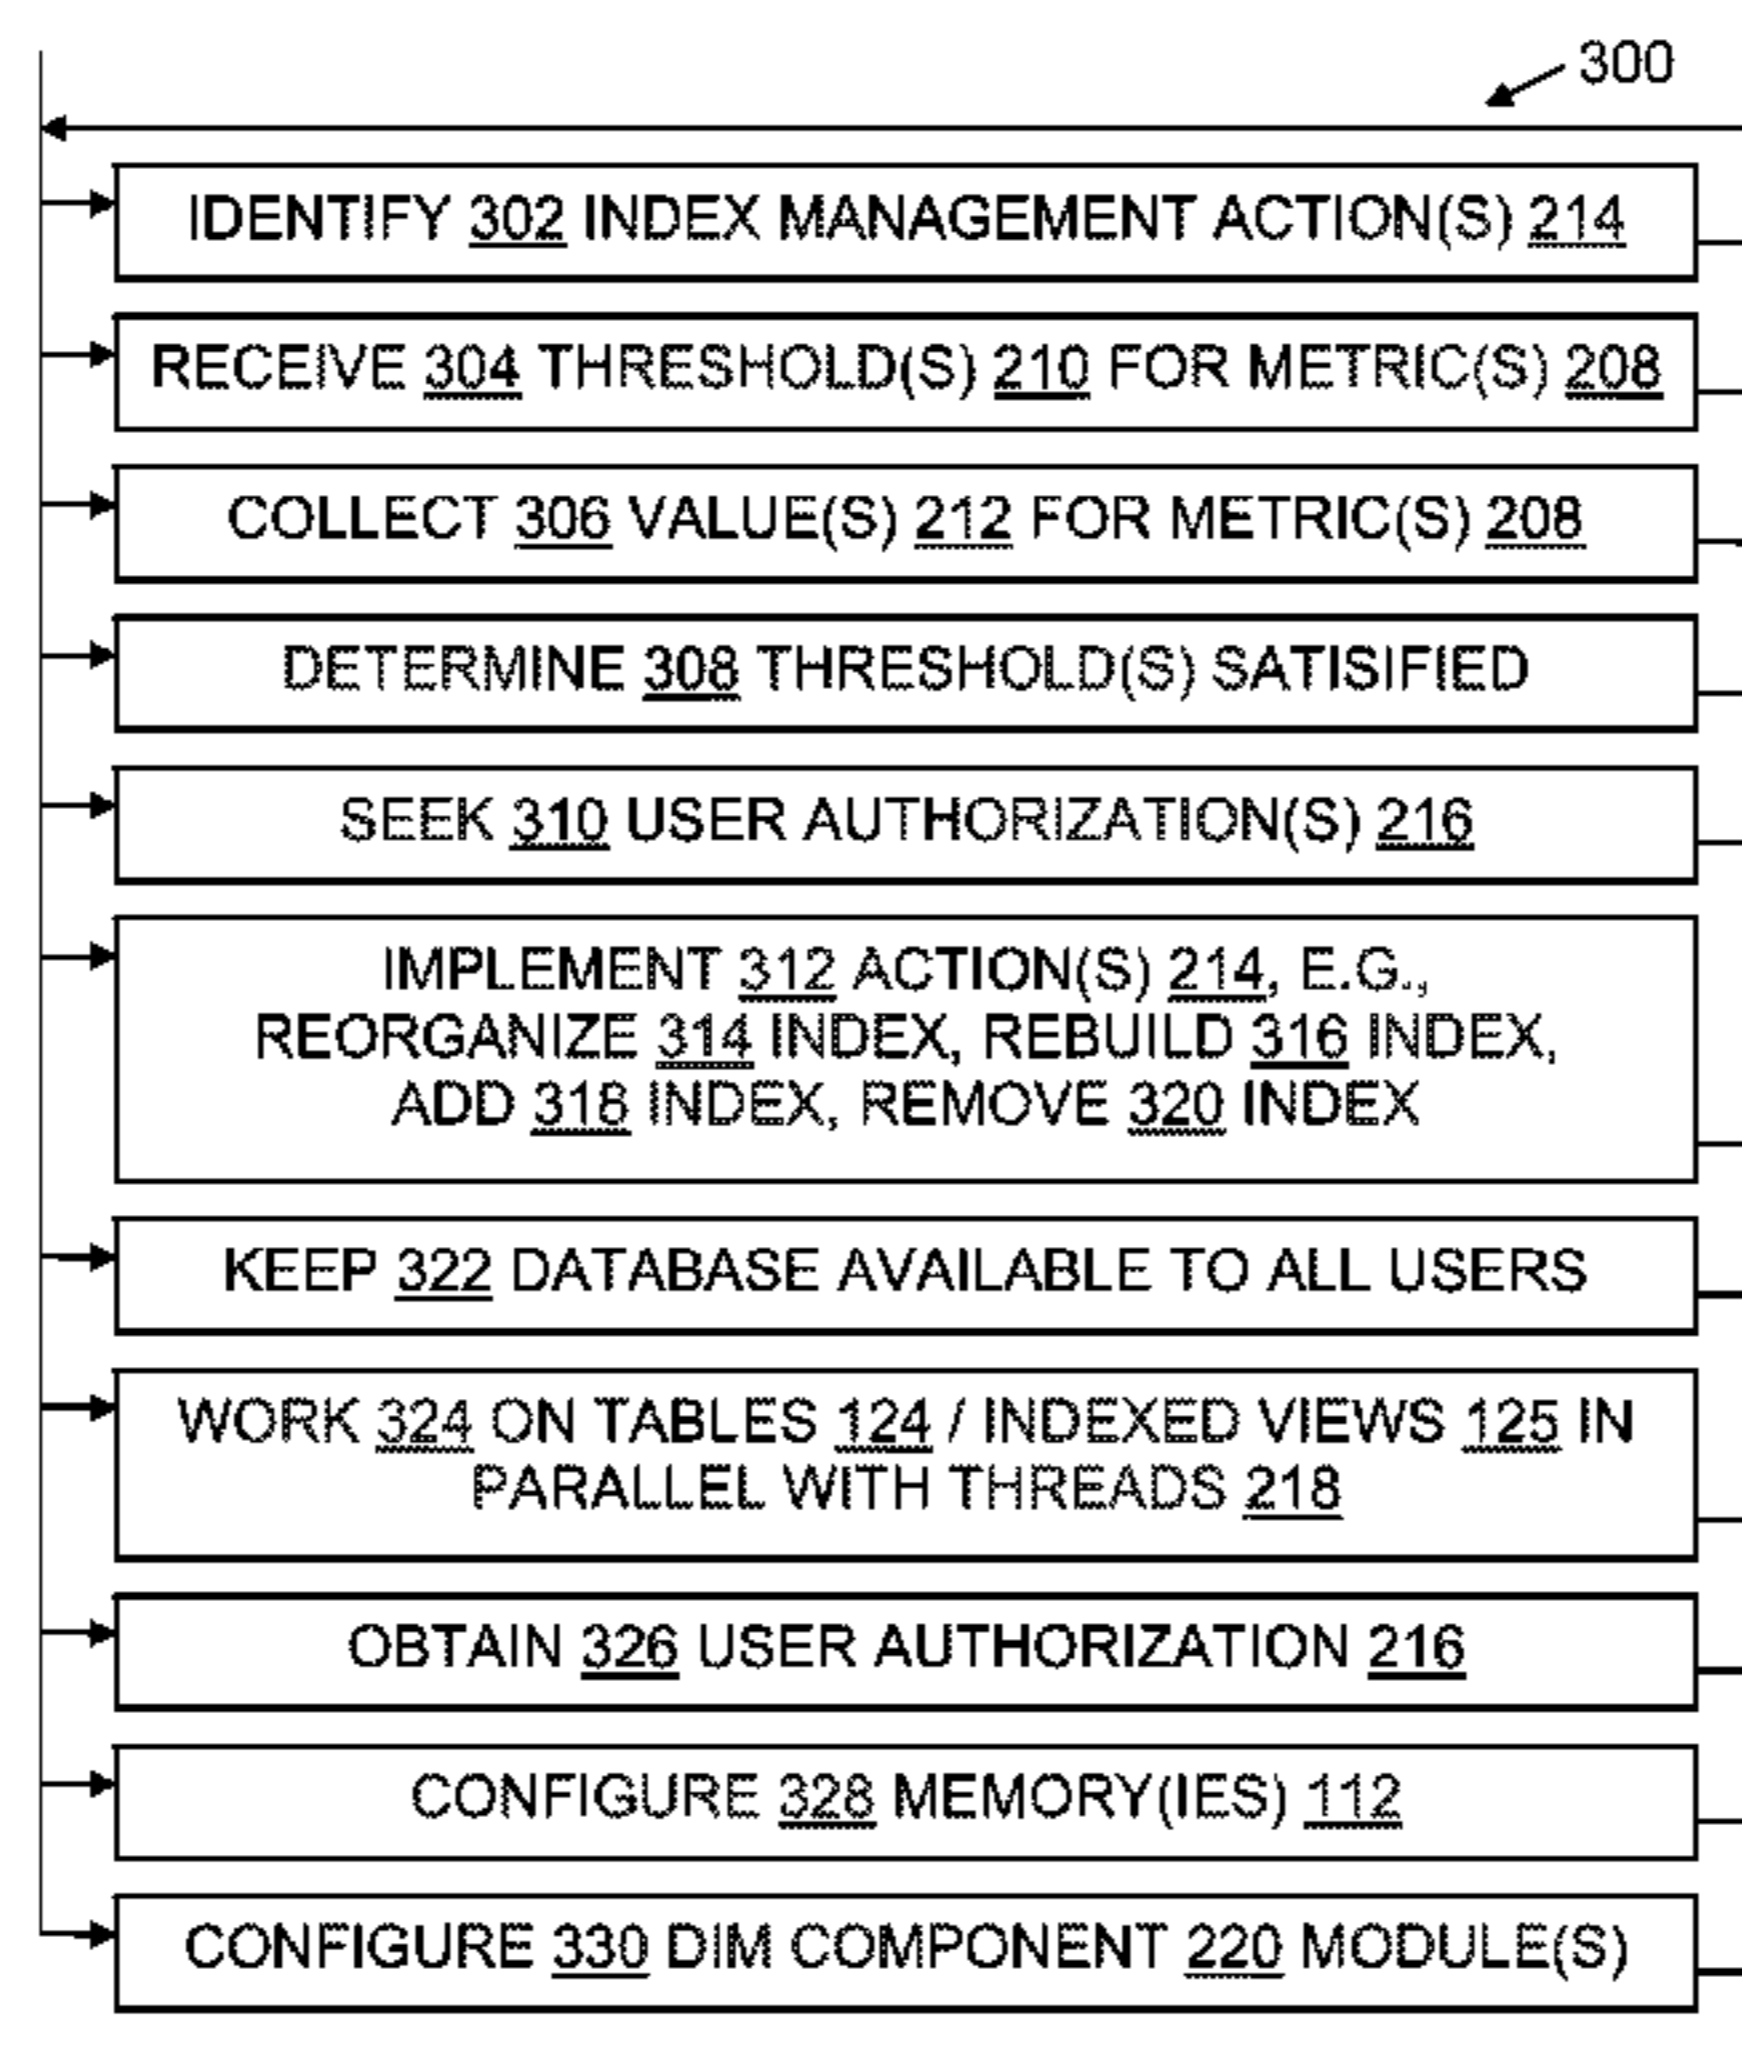 300
IDENTIFY 302 INDEX MANAGEMENT ACTION(S) 214
RECEIVE 304 THRESHOLD(S) 210 FOR METRIC(S) 208
COLLECT 306 VALUE(S) 212 FOR METRIC(S) 208
DETERMINE 308 THRESHOLD(S) SATISIFIED
SEEK 310 USER AUTHORIZATION(S) 216
IMPLEMENT 312 ACTION(S) 214, E.G.,
REORGANIZE 314 INDEX, REBUILD 316 INDEX,
ADD 318 INDEX, REMOVE 320 INDEX
KEEP 322 DATABASE AVAILABLE TO ALL USERS
WORK 324 ON TABLES 124 / INDEXED VIEWS 125 IN
PARALLEL WITH THREADS 218
OBTAIN 326 USER AUTHORIZATION 216
CONFIGURE 328 MEMORY(IES) 112
CONFIGURE 330 DIM COMPONENT 220 MODULE(S)